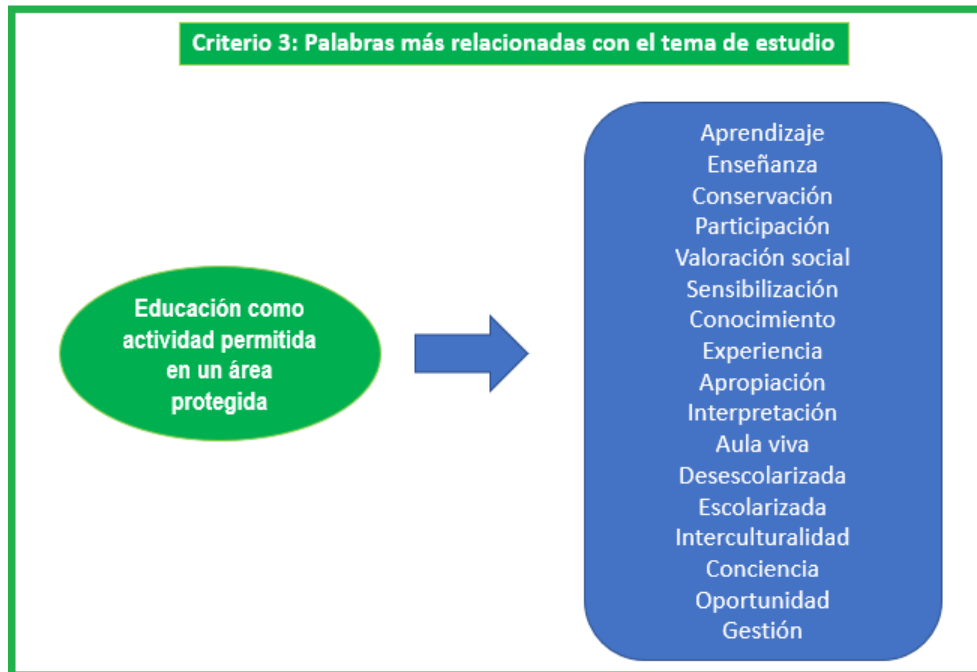 Criterio 3: Palabras más relacionadas con el tema de estudio
Educación como
actividad permitida
en un área
protegida
Aprendizaje
Enseñanza
Conservación
Participación
Valoración social
Sensibilización
Conocimiento
Experiencia
Apropiación
Interpretación
Aula viva
Desescolarizada
Escolarizada
Interculturalidad
Conciencia
Oportunidad
Gestión